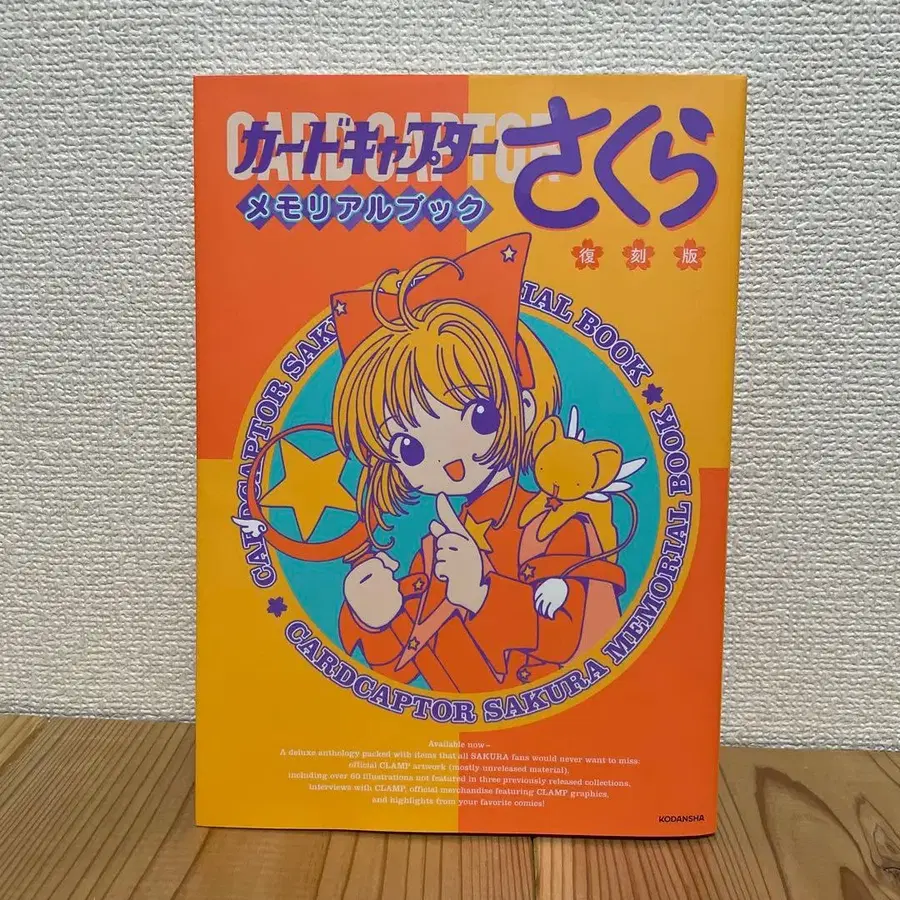 CARDCAPTOR
カードキャプター
さくら
メモリアルブック
復刻版
CARDCAPTOR SAKURA MEMORIAL BOOK
CARDCAPTOR SAK
IAL BOOK
Available now–
A deluxe anthology packed with items that all SAKURA fans would never want to miss:
official CLAMP artwork (mostly unreleased material),
including over 60 illustrations not featured in three previously released collections,
interviews with CLAMP, official merchandise featuring CLAMP graphics,
and highlights from your favorite comics!
KODANSHA